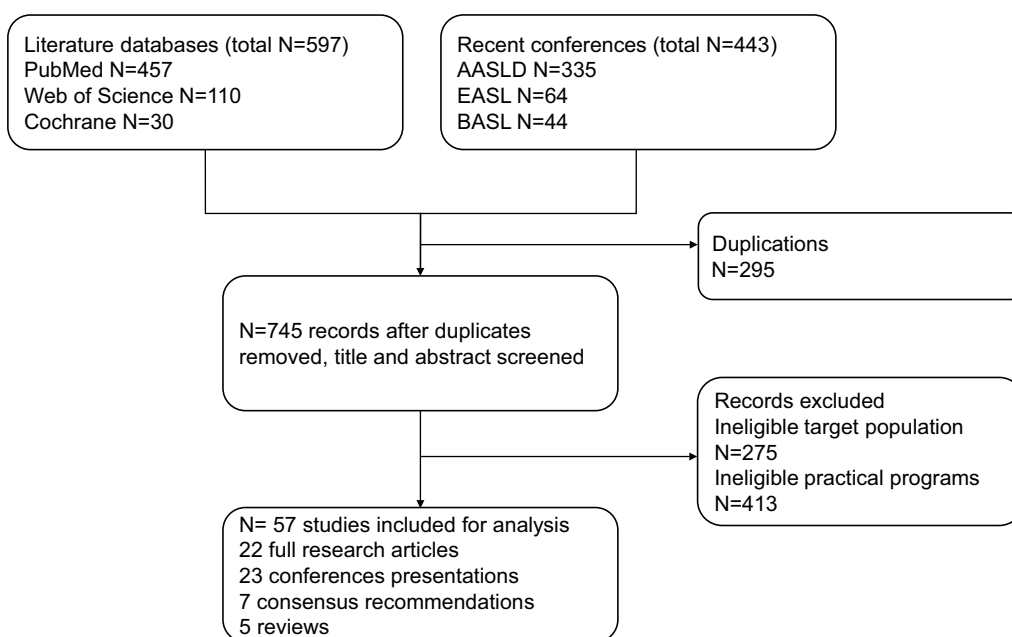 Literature databases (total N=597)
PubMed N=457
Web of Science N=110
Cochrane N=30
Recent conferences (total N=443)
AASLD N=335
EASL N=64
BASL N=44
Duplications
N=295
N=745 records after duplicates
removed, title and abstract screened
Records excluded
Ineligible target population
N=275
Ineligible practical programs
N=413
N= 57 studies included for analysis
22 full research articles
23 conferences presentations
7 consensus recommendations
5 reviews